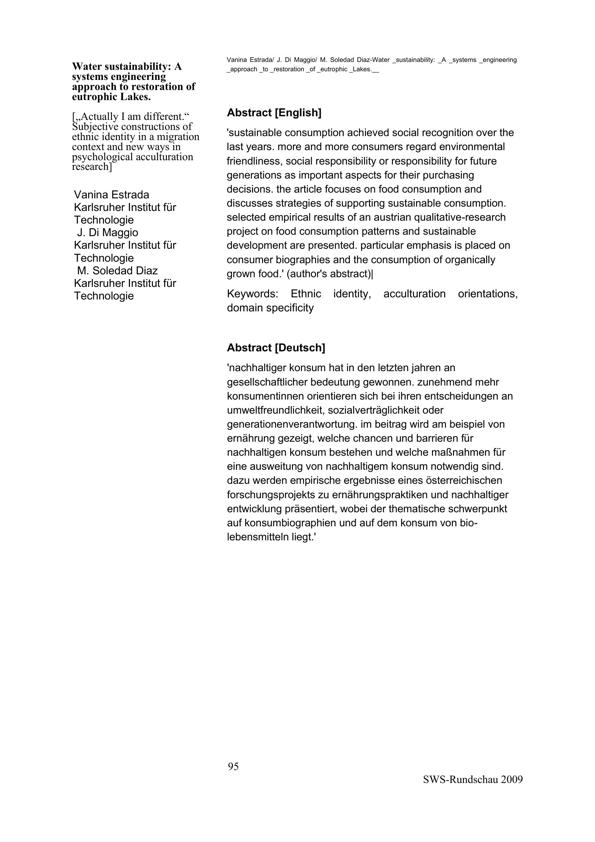 Vanina Estrada/ J. Di Maggio/ M. Soledad Diaz-Water _sustainability: _A _systems _engineering
_approach _to _restoration _of _eutrophic _Lakes.__
Water sustainability: A
systems engineering
approach to restoration of
eutrophic Lakes.
[„Actually I am different.“
Subjective constructions of
ethnic identity in a migration
context and new ways in
psychological acculturation
research]
Vanina Estrada
Karlsruher Institut für
Technologie
J. Di Maggio
Karlsruher Institut für
Technologie
M. Soledad Diaz
Karlsruher Institut für
Technologie
Abstract [English]
'sustainable consumption achieved social recognition over the
last years. more and more consumers regard environmental
friendliness, social responsibility or responsibility for future
generations as important aspects for their purchasing
decisions. the article focuses on food consumption and
discusses strategies of supporting sustainable consumption.
selected empirical results of an austrian qualitative-research
project on food consumption patterns and sustainable
development are presented. particular emphasis is placed on
consumer biographies and the consumption of organically
grown food.' (author's abstract)|
Keywords: Ethnic identity, acculturation orientations,
domain specificity
Abstract [Deutsch]
'nachhaltiger konsum hat in den letzten jahren an
gesellschaftlicher bedeutung gewonnen. zunehmend mehr
konsumentinnen orientieren sich bei ihren entscheidungen an
umweltfreundlichkeit, sozialverträglichkeit oder
generationenverantwortung. im beitrag wird am beispiel von
ernährung gezeigt, welche chancen und barrieren für
nachhaltigen konsum bestehen und welche maßnahmen für
eine ausweitung von nachhaltigem konsum notwendig sind.
dazu werden empirische ergebnisse eines österreichischen
forschungsprojekts zu ernährungspraktiken und nachhaltiger
entwicklung präsentiert, wobei der thematische schwerpunkt
auf konsumbiographien und auf dem konsum von bio-
lebensmitteln liegt.'
95
SWS-Rundschau 2009